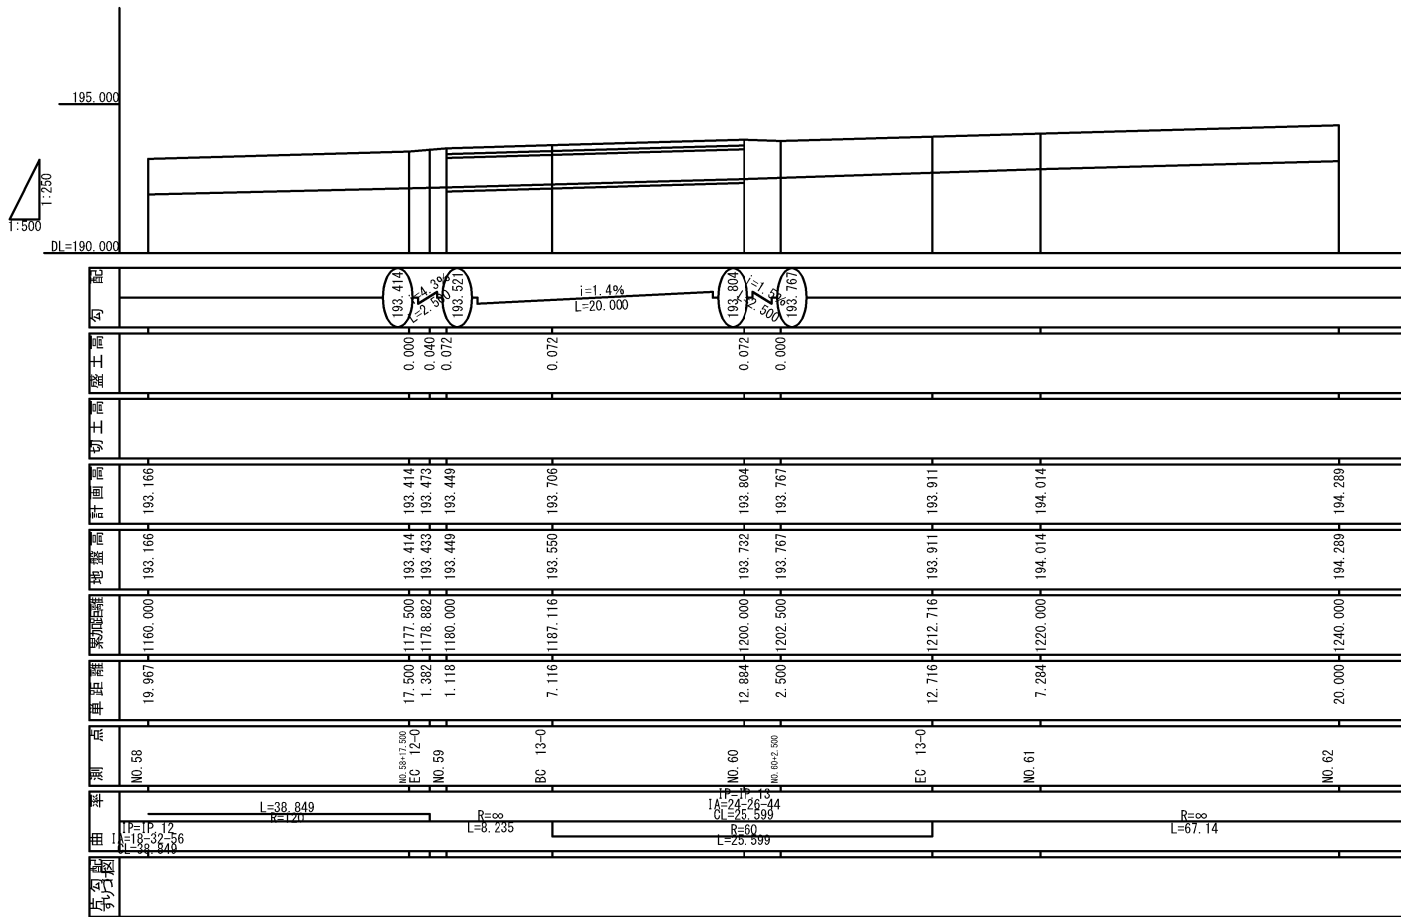 195.000
1:250
1:500
DL=190.000
勾配
193.414
i=4.3%
L=2.500
193.521
i=1.4%
L=20.000
193.804
i=1.5%
L=2.500
193.767
盛土高
0.000
0.040
0.072
0.072
0.072
0.000
切土高
計画高
193.166
193.414
193.473
193.449
193.706
193.804
193.767
193.911
194.014
194.289
地盤高
193.166
193.414
193.433
193.449
193.550
193.732
193.767
193.911
194.014
194.289
累加距離
1160.000
1177.500
1178.882
1180.000
1187.116
1200.000
1202.500
1212.716
1220.000
1240.000
単距離
19.967
17.500
1.382
1.118
7.116
12.884
2.500
12.716
7.284
20.000
測点
NO.58
NO.58+17.500
EC 12-0
NO.59
BC 13-0
NO.60
NO.60+2.500
EC 13-0
NO.61
NO.62
曲率
IP=IP.12
IA=18-32-56
CL=38.849
L=38.849
R=120
R=∞
L=8.235
IP=IP.13
IA=24-26-44
CL=25.599
R=60
L=25.599
R=∞
L=67.14
片勾配
すりつけ図